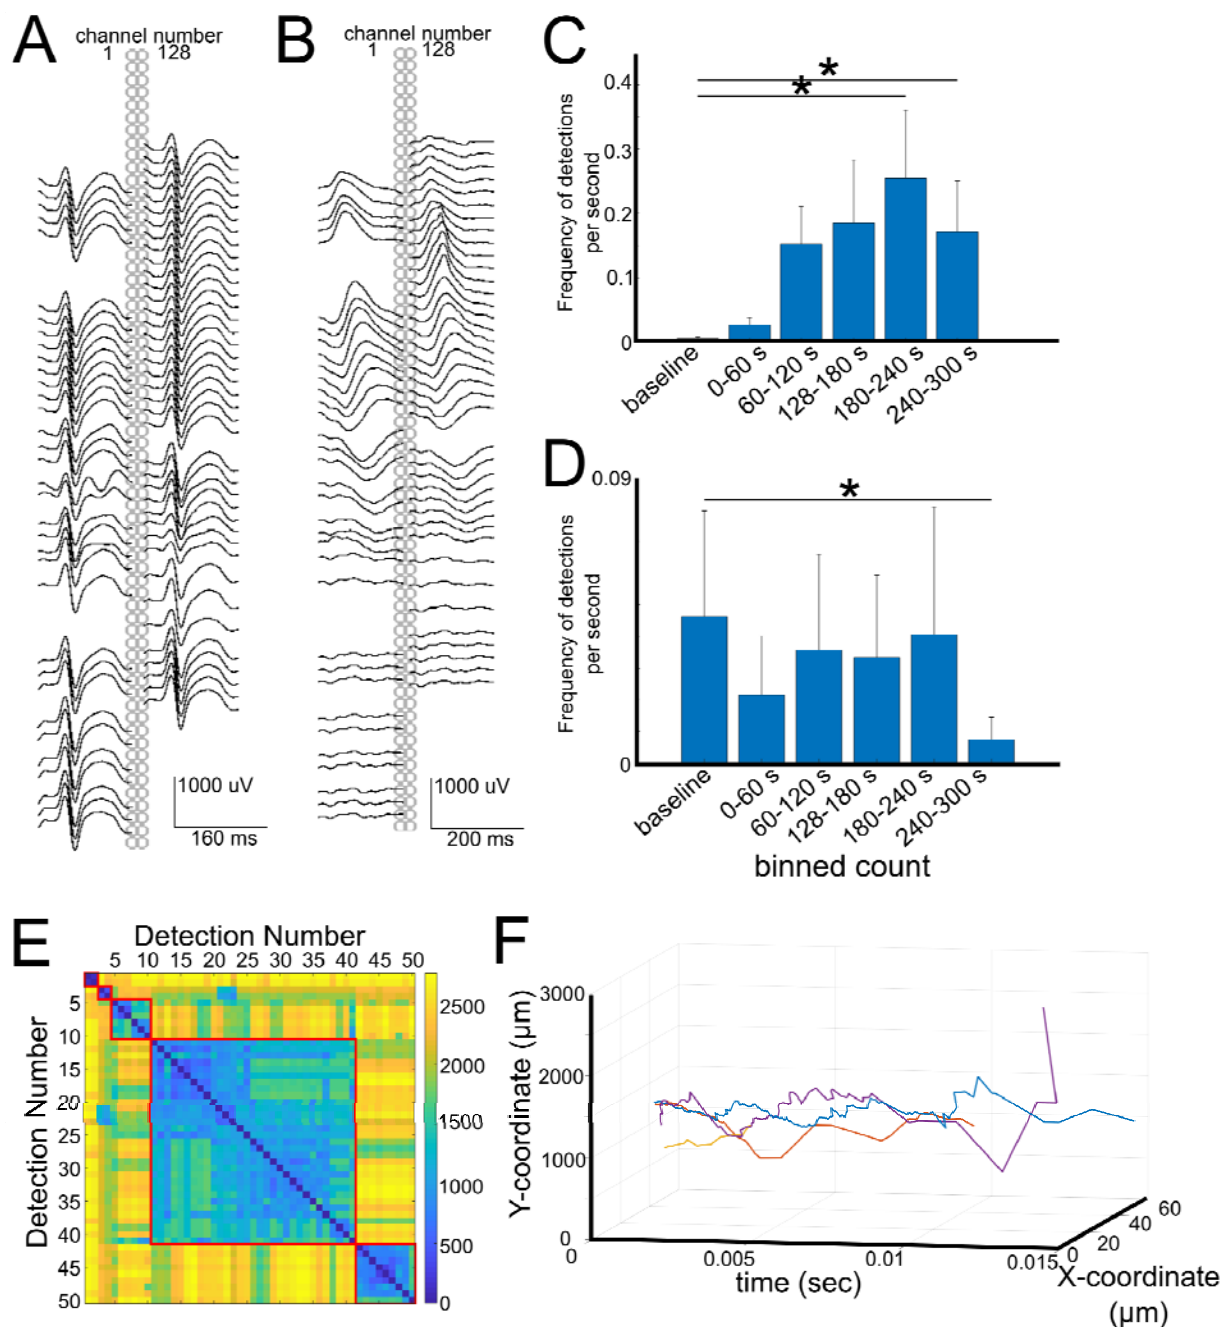 A
channel number
1 128
1000 uV
160 ms
B
channel number
1 128
1000 uV
200 ms
C
Frequency of detections
per second
0.4
0.3
0.2
0.1
0
*
*
baseline
0-60 s
60-120 s
128-180 s
180-240 s
240-300 s
D
Frequency of detections
per second
0.09
0
*
baseline
0-60 s
60-120 s
128-180 s
180-240 s
240-300 s
binned count
E
Detection Number
5 10 15 20 25 30 35 40 45 50
Detection Number
5
10
15
20
25
30
35
40
45
50
2500
2000
1500
1000
500
0
F
Y-coordinate (µm)
3000
2000
1000
0
0 0.005 0.01 0.015
time (sec)
0 20 40 60
X-coordinate
(µm)